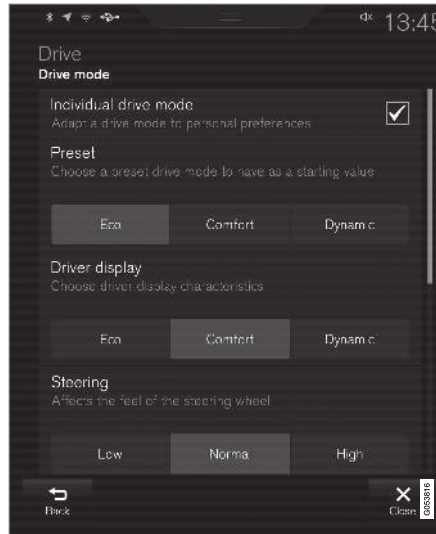 13:45
Drive
Drive mode
Individual drive mode
Adapt a drive mode to personal preferences
Preset
Choose a preset drive mode to have as a starting value
Eco Comfort Dynamic
Driver display
Choose driver display characteristics
Eco Comfort Dynamic
Steering
Affects the feel of the steering wheel
Low Normal High
Back Close
G053816